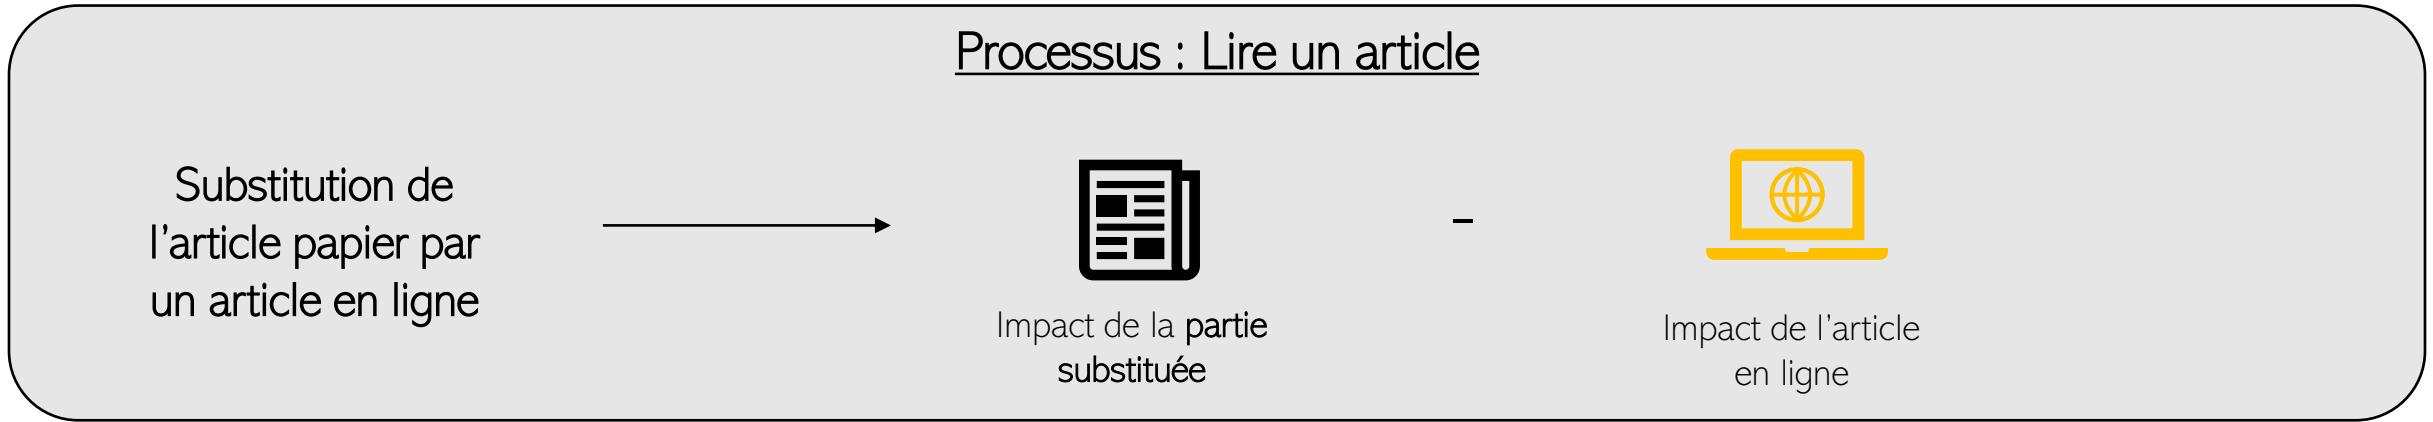 Processus : Lire un article
Substitution de
l’article papier par
un article en ligne
-
Impact de la partie
substituée
Impact de l’article
en ligne